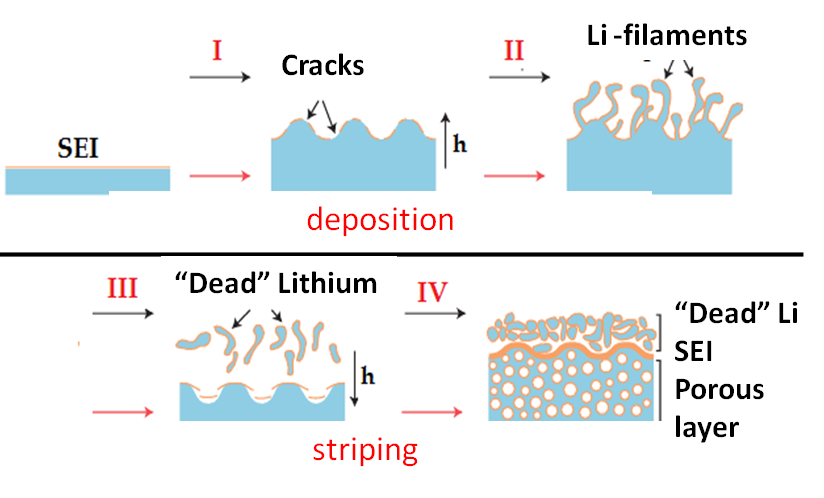 I
II
Li -filaments
Cracks
SEI
h
deposition
III
"Dead" Lithium
IV
"Dead" Li
SEI
Porous
layer
h
striping